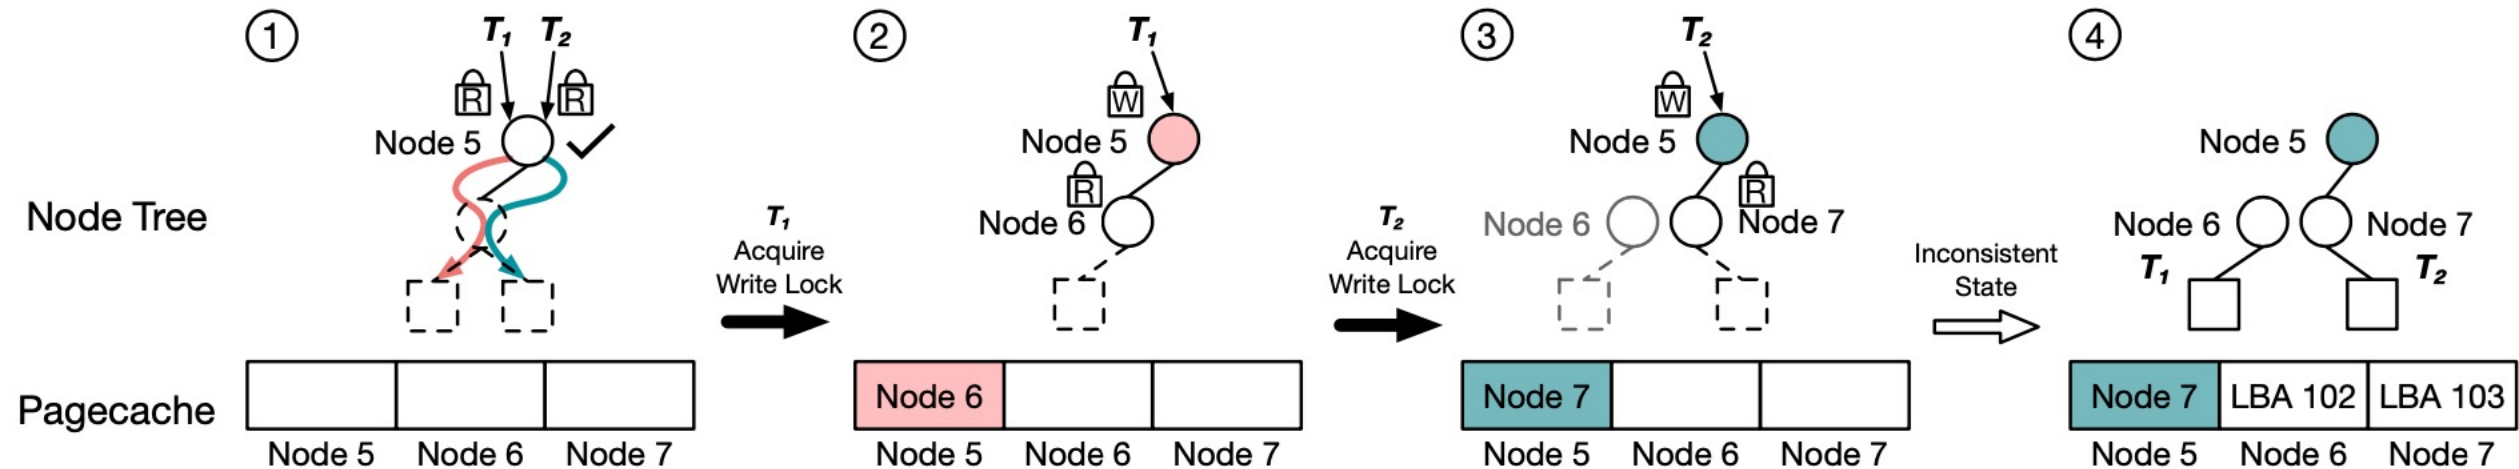 Node Tree
Pagecache
1
T1 T2
R R
Node 5
Node 5 Node 6 Node 7
T1
Acquire
Write Lock
2
T1
W
Node 5
R
Node 6
Node 6
Node 5 Node 6 Node 7
T2
Acquire
Write Lock
3
T2
W
Node 5
R
Node 6 Node 7
Node 7
Node 5 Node 6 Node 7
Inconsistent
State
4
Node 5
Node 6 Node 7
T1 T2
Node 7 LBA 102 LBA 103
Node 5 Node 6 Node 7